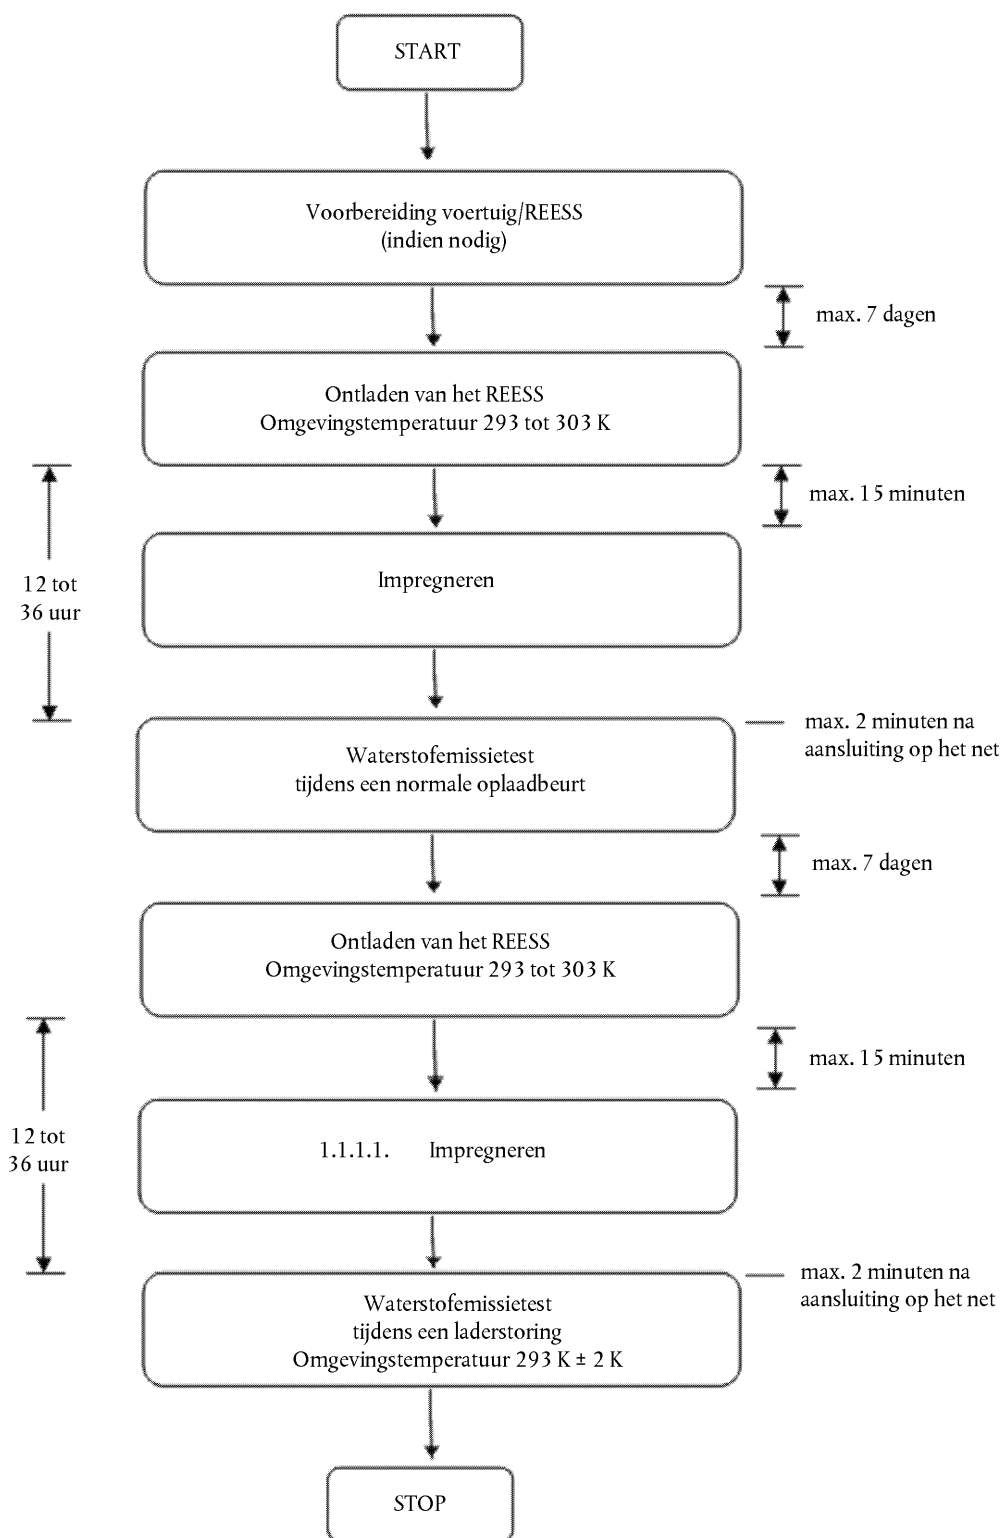 START
Voorbereiding voertuig/REESS
(indien nodig)
max. 7 dagen
Ontladen van het REESS
Omgevingstemperatuur 293 tot 303 K
max. 15 minuten
12 tot
36 uur
Impregneren
Waterstofemissietest
tijdens een normale oplaadbeurt
max. 2 minuten na
aansluiting op het net
max. 7 dagen
Ontladen van het REESS
Omgevingstemperatuur 293 tot 303 K
max. 15 minuten
12 tot
36 uur
1.1.1.1. Impregneren
Waterstofemissietest
tijdens een laderstoring
Omgevingstemperatuur 293 K ± 2 K
max. 2 minuten na
aansluiting op het net
STOP